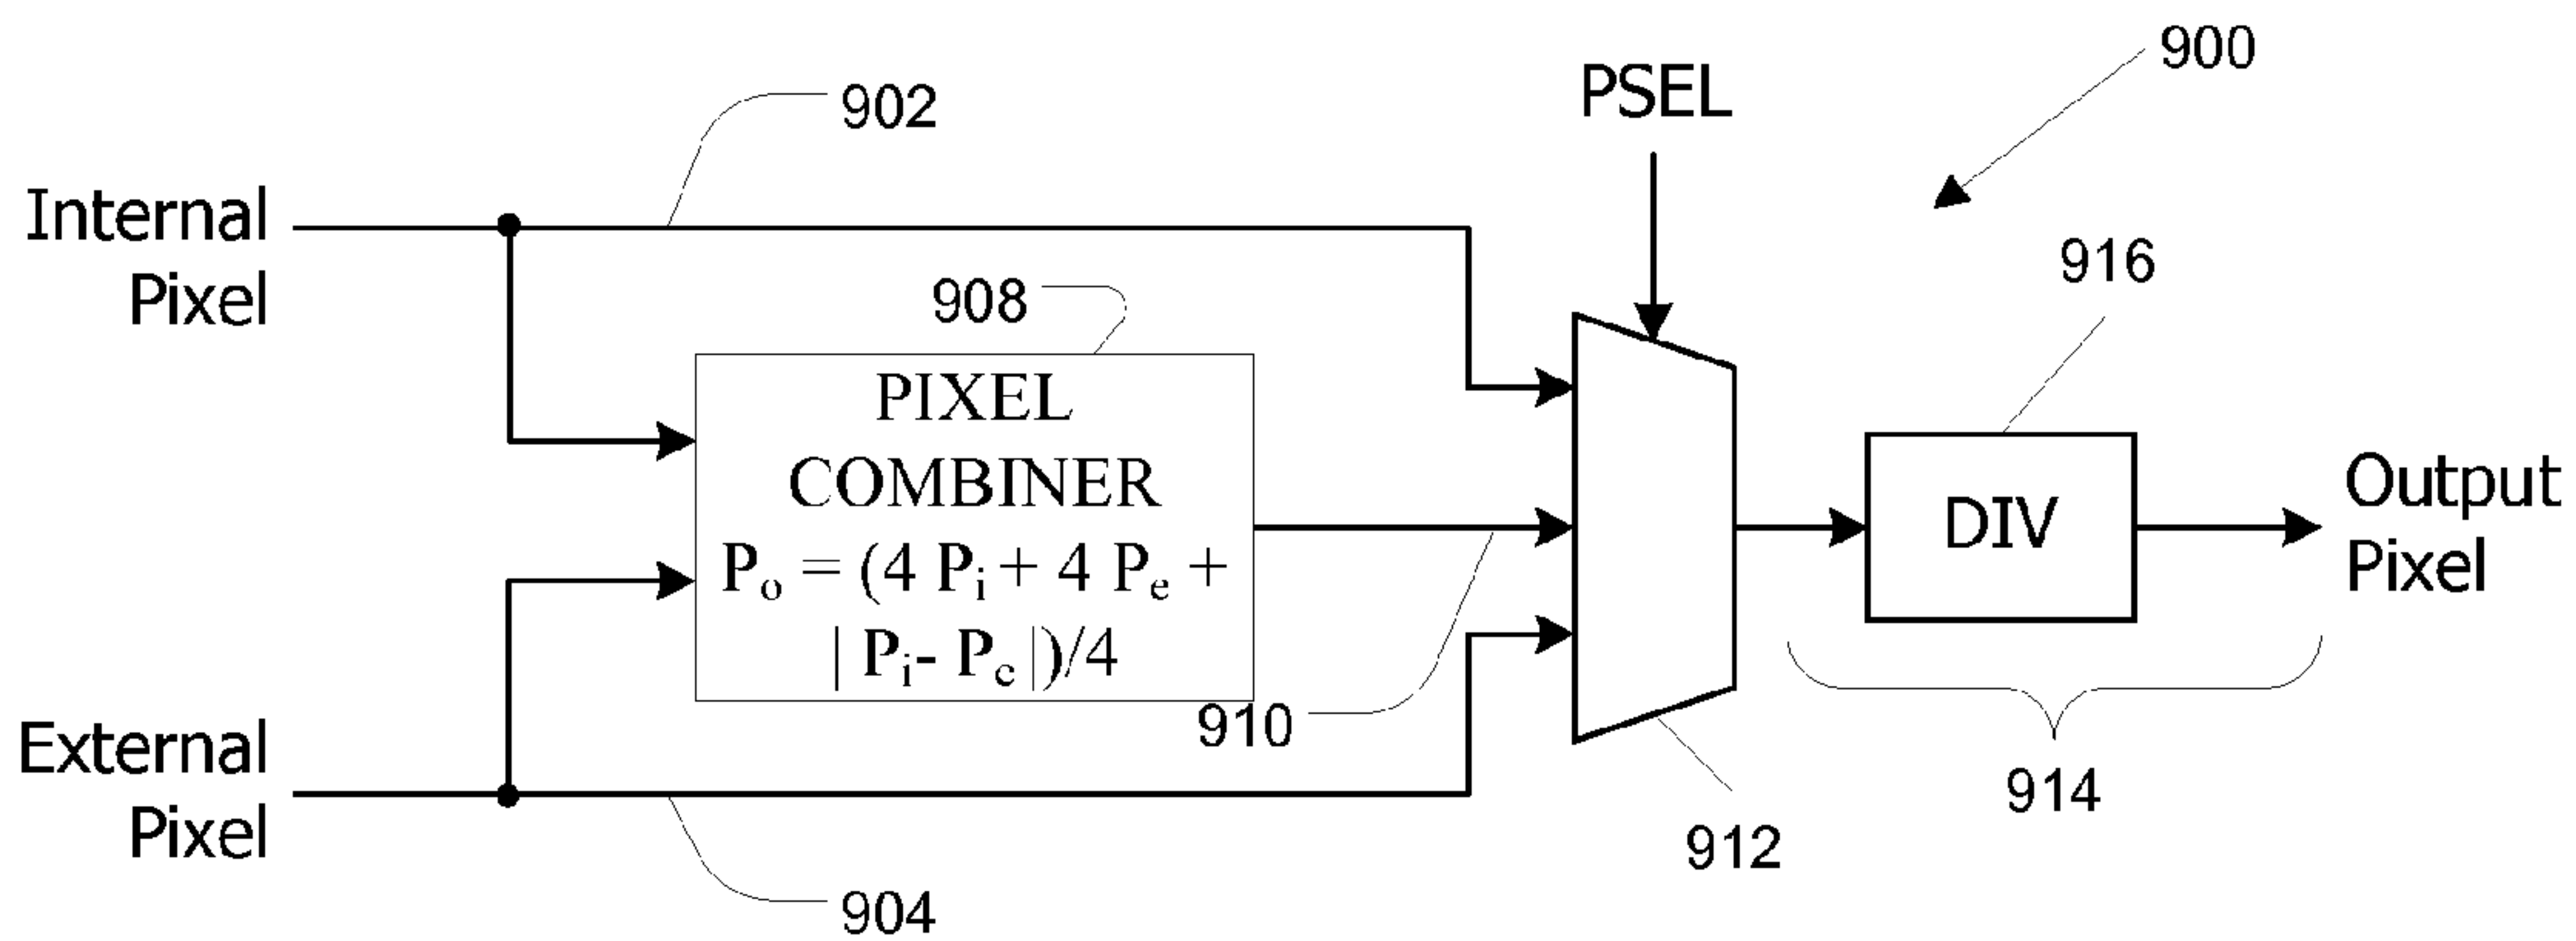 900
PSEL
902
Internal
Pixel
916
908
PIXEL
COMBINER
Pₒ = (4 Pᵢ + 4 Pₑ +
| Pᵢ- Pₑ |)/4
DIV
Output
Pixel
910
External
Pixel
914
912
904